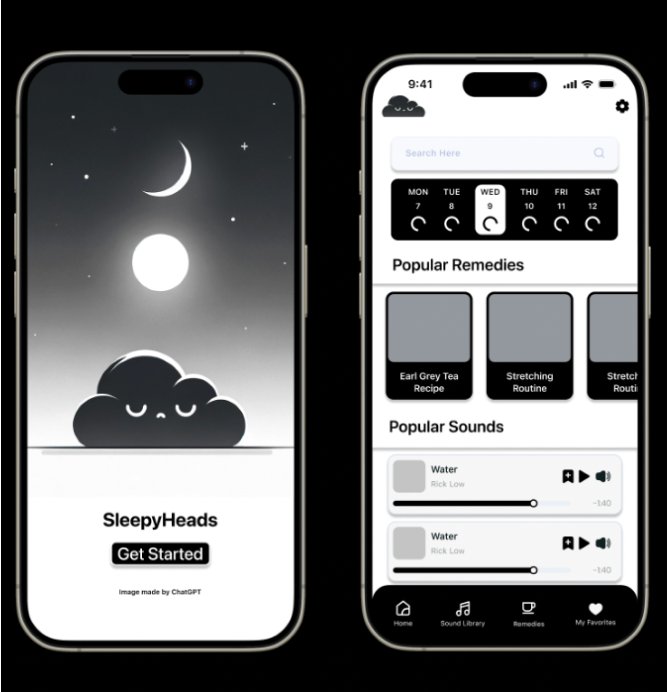 SleepyHeads
Get Started
Image made by ChatGPT
9:41
Search Here
MON TUE WED THU FRI SAT
7 8 9 10 11 12
Popular Remedies
Earl Grey Tea
Recipe
Stretching
Routine
Stretch
Routi
Popular Sounds
Water
Rick Low
-1:40
Water
Rick Low
-1:40
Home Sound Library Remedies My Favorites